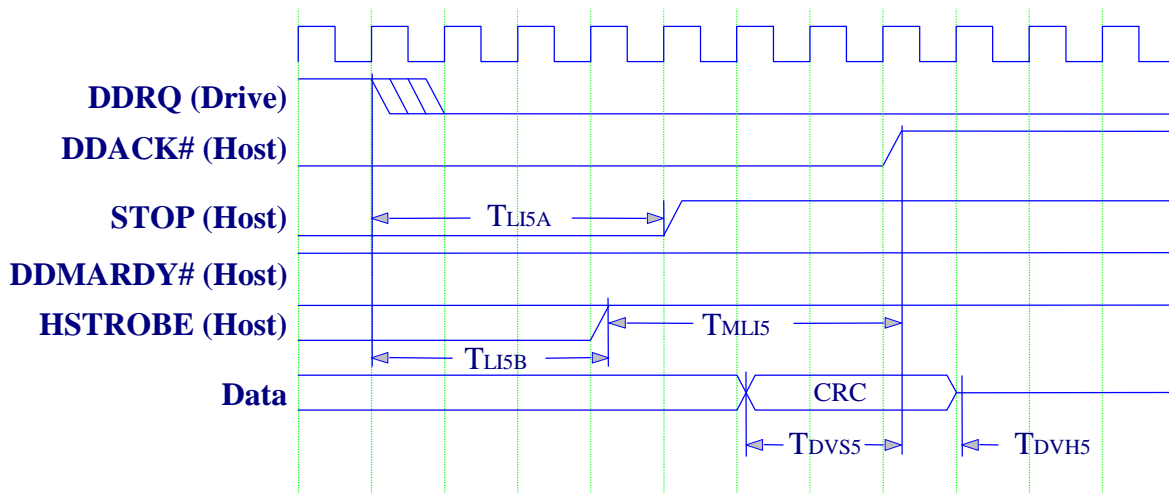 DDRQ (Drive)
DDACK# (Host)
STOP (Host)
TLI5A
DDMARDY# (Host)
HSTROBE (Host)
TMLI5
TLI5B
Data
CRC
TDVS5
TDVH5